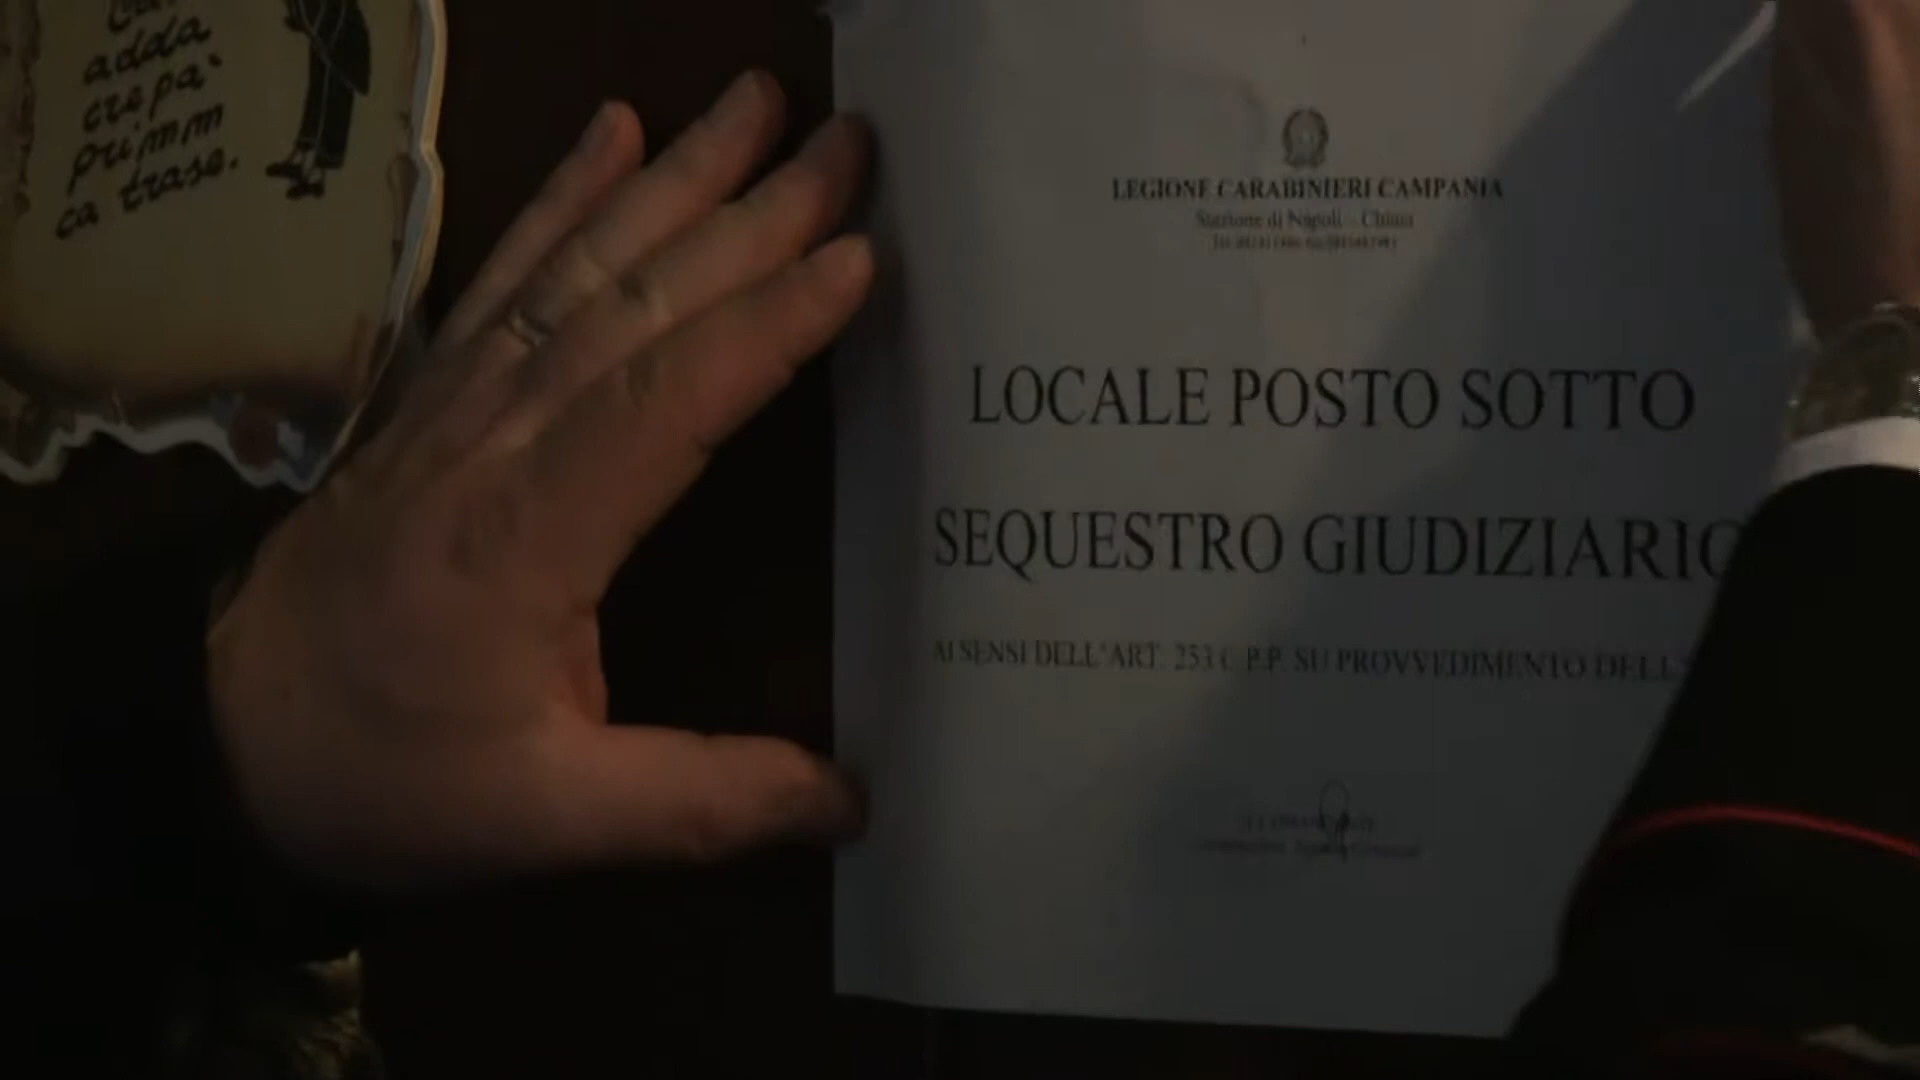 adda
crepa'
primm
ca trase.
LEGIONE CARABINIERI CAMPANIA
Stazione di Napoli - Chiaia
LOCALE POSTO SOTTO
SEQUESTRO GIUDIZIARIO
AI SENSI DELL'ART. 253 C.P.P. SU PROVVEDIMENTO DELL